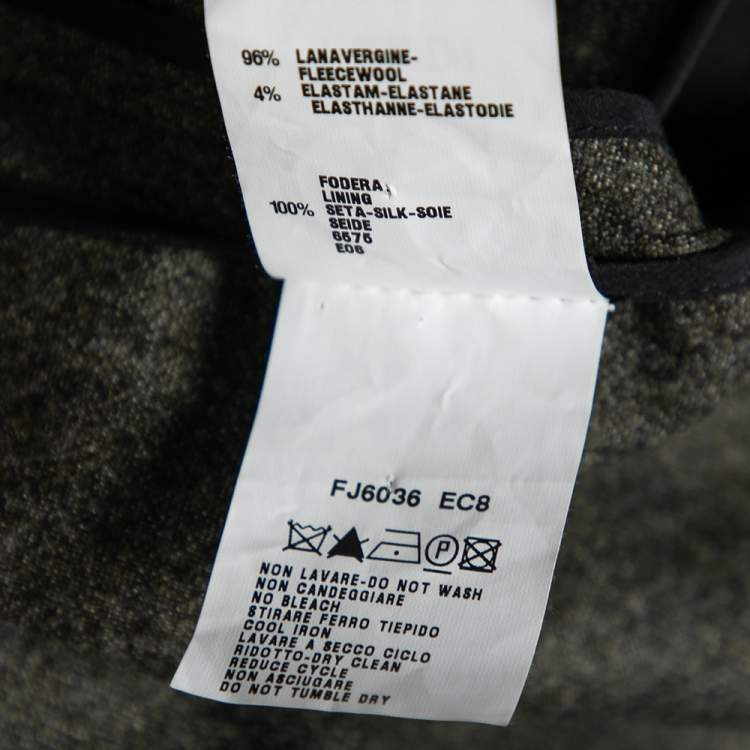 96% LANAVERGINE-
FLEECEWOOL
4% ELASTAM-ELASTANE
ELASTHANNE-ELASTODIE
FODERA
LINING
100% SETA-SILK-SOIE
SEIDE
6575
E06
FJ6036 EC8
P
NON LAVARE-DO NOT WASH
NON CANDEGGIARE
NO BLEACH
STIRARE FERRO TIEPIDO
COOL IRON
LAVARE A SECCO CICLO
RIDOTTO-DRY CLEAN
REDUCE CYCLE
NON ASCIUGARE
DO NOT TUMBLE DRY